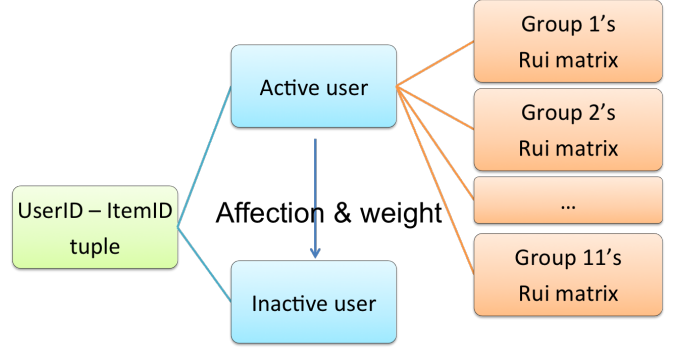 UserID – ItemID
tuple
Active user
Affection & weight
Inactive user
Group 1's
Rui matrix
Group 2's
Rui matrix
...
Group 11's
Rui matrix